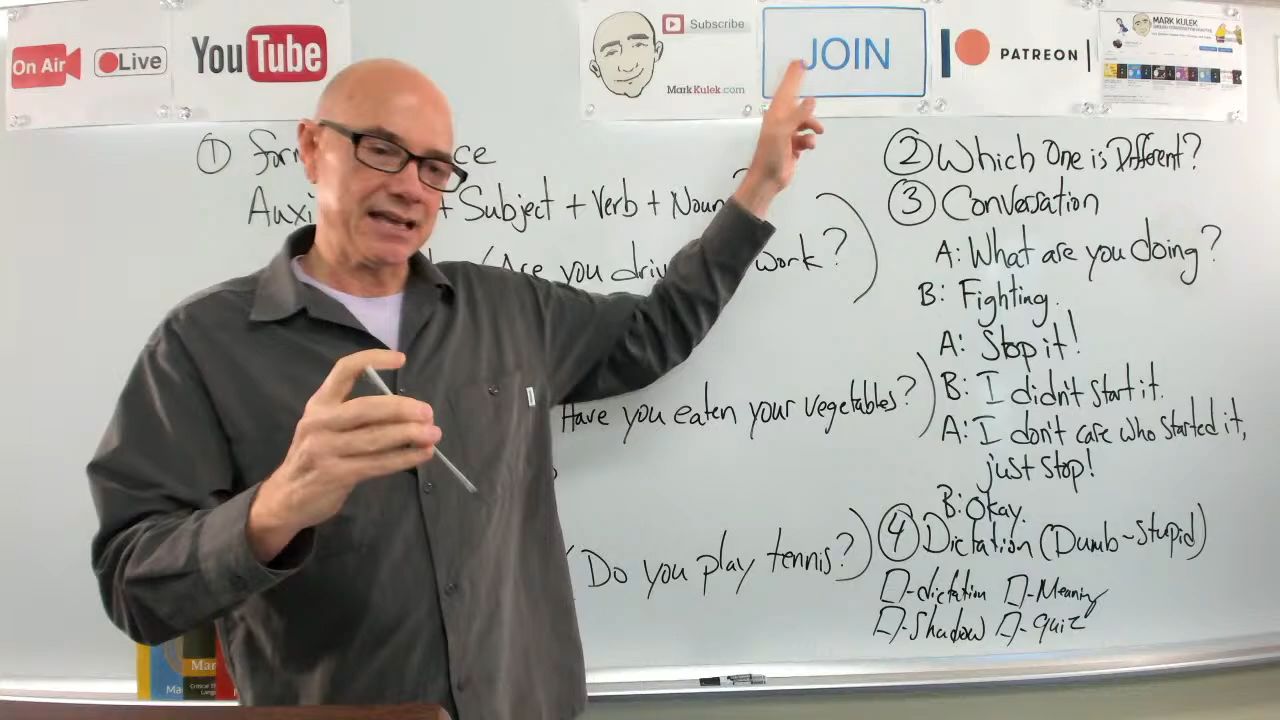 On Air
Live
YouTube
Subscribe
MarkKulek.com
JOIN
PATREON
MARK KULEK
① ce
Auxi + Subject + Verb + Noun ?
(Are you work?
Have you eaten your vegetables?
Do you play tennis?
② Which One is Different?
③ Conversation
A: What are you doing?
B: Fighting.
A: Stop it!
B: I didn't start it.
A: I don't care who started it,
just stop!
B: Okay.
④ Dictation (Dumb ~ Stupid)
□-dictation □-Meaning
□-Shadow □-quiz